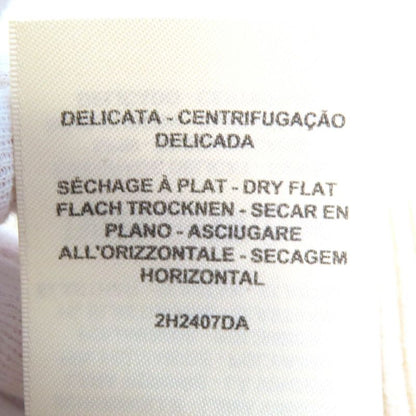 DELICATA - CENTRIFUGAÇÃO
DELICADA
SÉCHAGE À PLAT - DRY FLAT
FLACH TROCKNEN - SECAR EN
PLANO - ASCIUGARE
ALL'ORIZZONTALE - SECAGEM
HORIZONTAL
2H2407DA